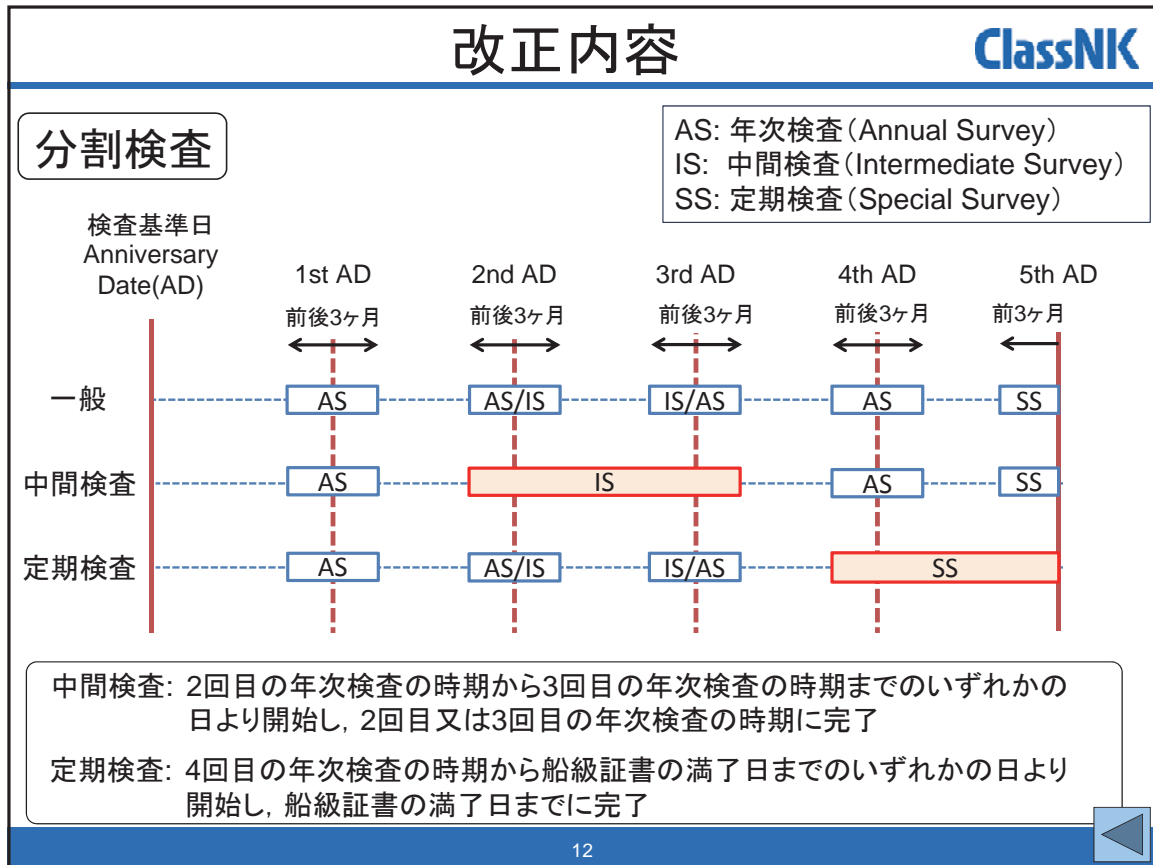 改正内容
ClassNK
分割検査
AS: 年次検査（Annual Survey）
IS: 中間検査（Intermediate Survey）
SS: 定期検査（Special Survey）
検査基準日
Anniversary
Date(AD)
1st AD 2nd AD 3rd AD 4th AD 5th AD
前後3ヶ月 前後3ヶ月 前後3ヶ月 前後3ヶ月 前3ヶ月
一般 AS AS/IS IS/AS AS SS
中間検査 AS IS AS SS
定期検査 AS AS/IS IS/AS SS
中間検査: 2回目の年次検査の時期から3回目の年次検査の時期までのいずれかの
日より開始し，2回目又は3回目の年次検査の時期に完了
定期検査: 4回目の年次検査の時期から船級証書の満了日までのいずれかの日より
開始し，船級証書の満了日までに完了
12